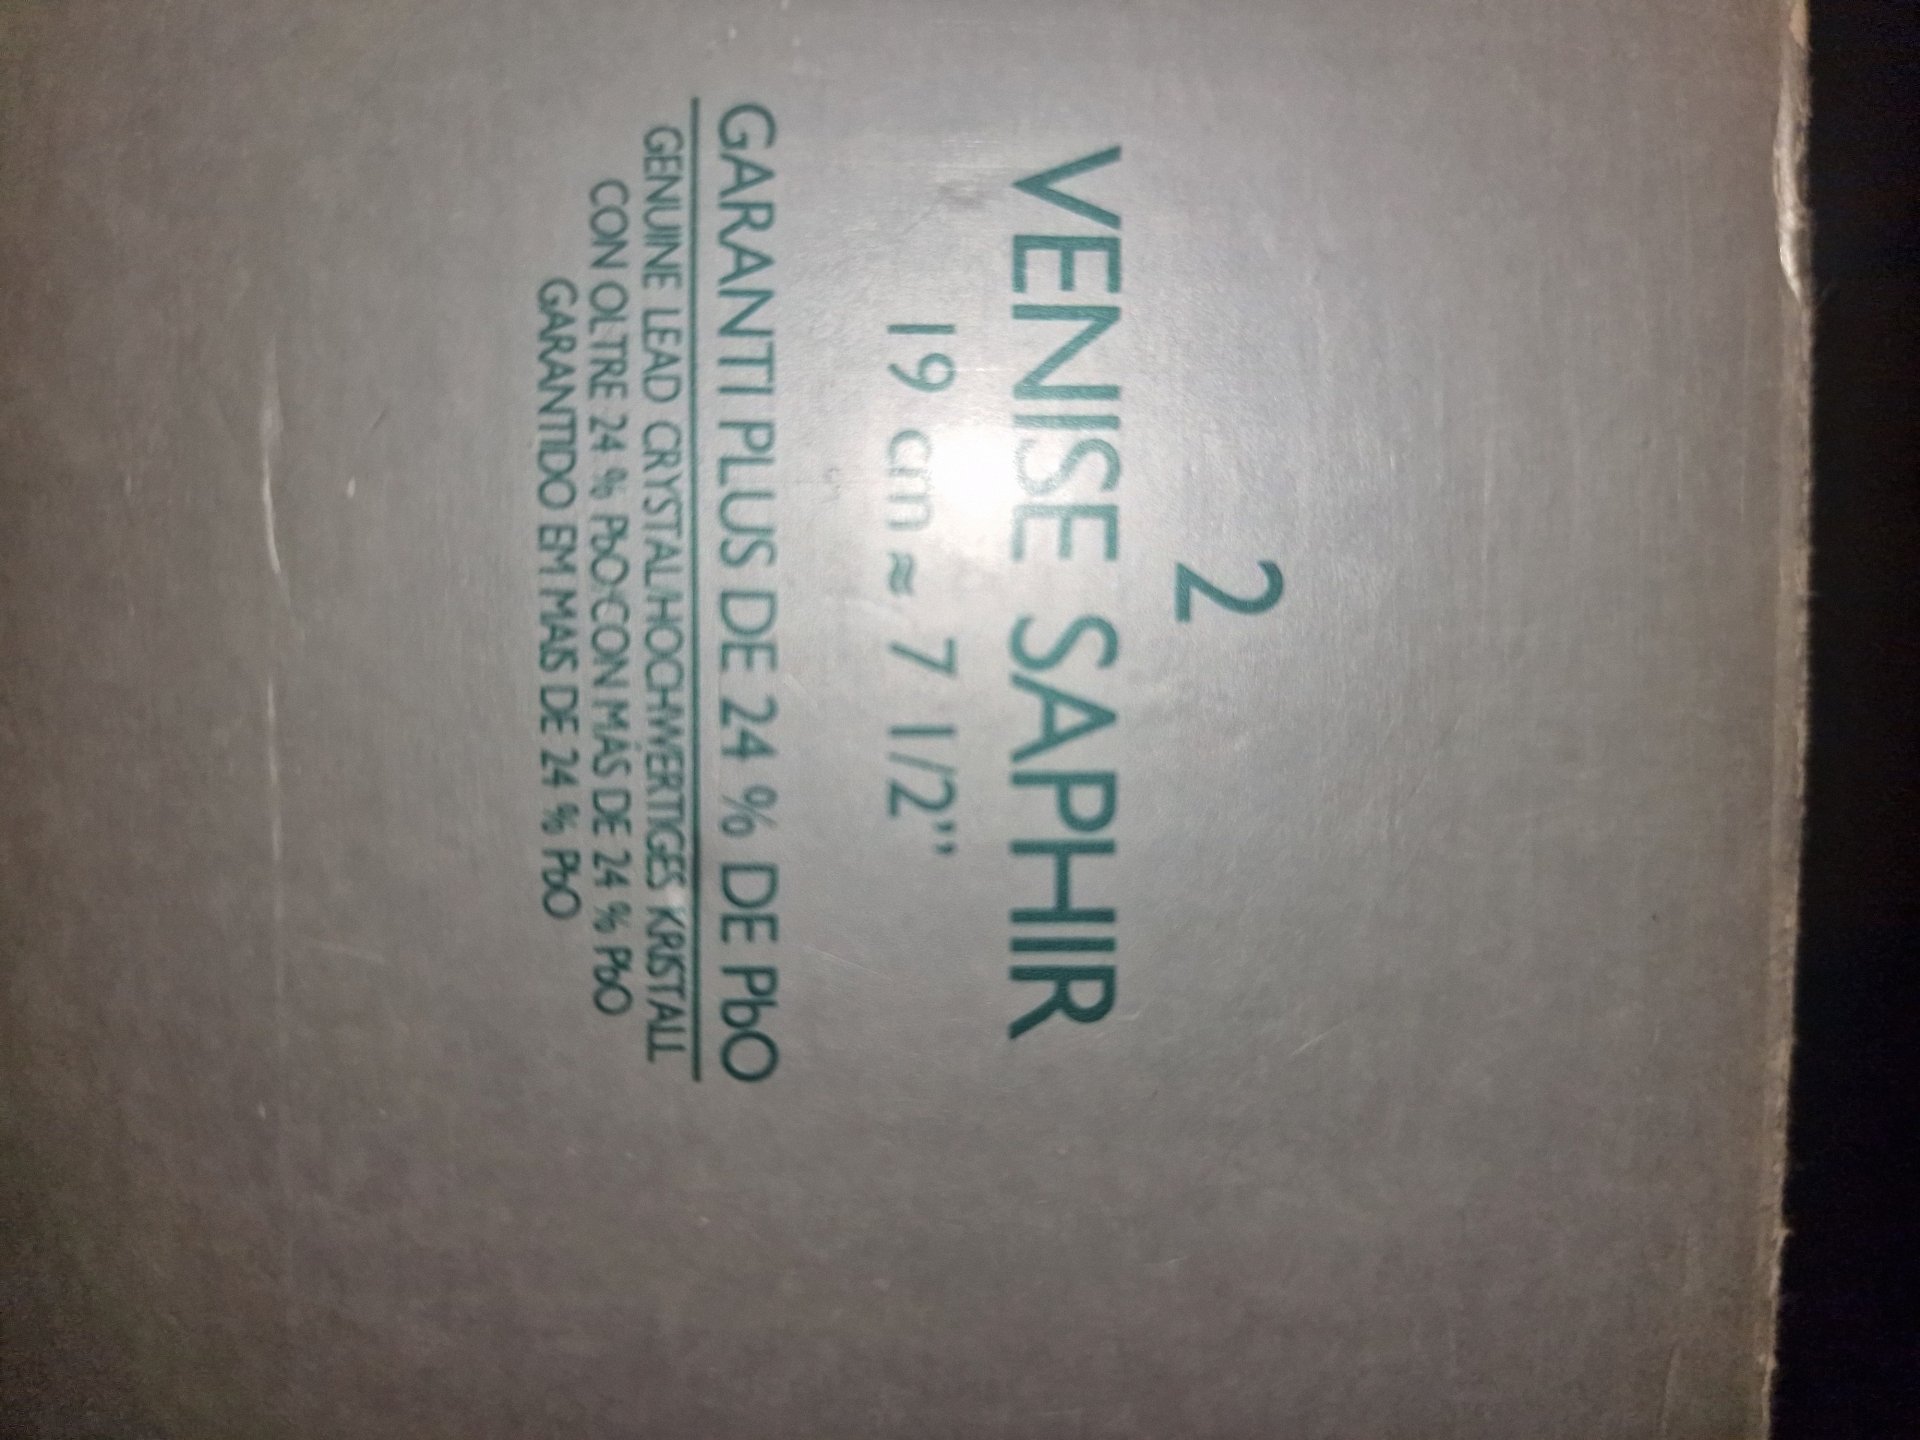 2
VENISE SAPHIR
19 cm ≈ 7 1/2"
GARANTI PLUS DE 24 % DE PbO
GENUINE LEAD CRYSTAL/HOCHWERTIGES KRISTALL
CON OLTRE 24 % PbO-CON MÁS DE 24 % PbO
GARANTIDO EM MAIS DE 24 % PbO